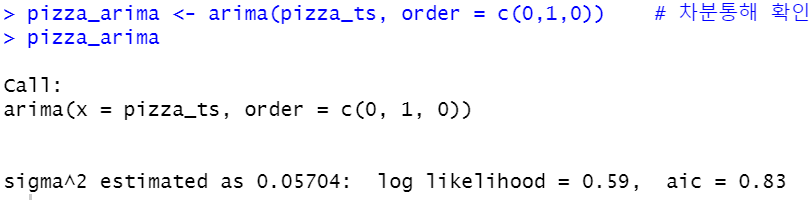 > pizza_arima <- arima(pizza_ts, order = c(0,1,0))    # 차분통해 확인
> pizza_arima
Call:
arima(x = pizza_ts, order = c(0, 1, 0))
sigma^2 estimated as 0.05704:  log likelihood = 0.59,  aic = 0.83